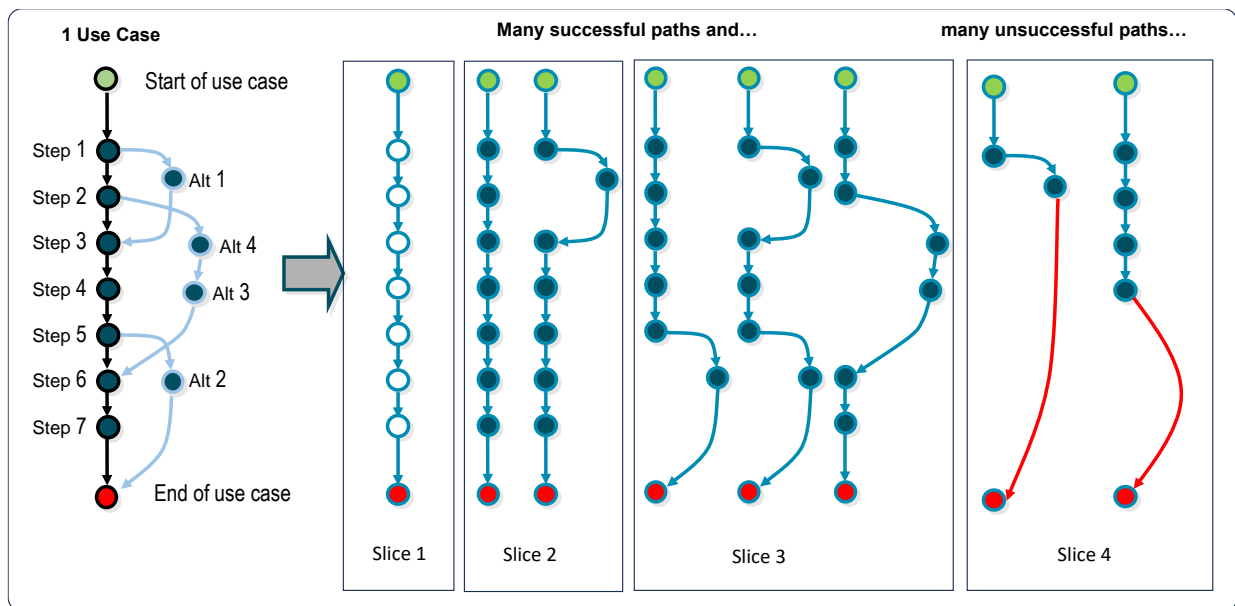 1 Use Case
Many successful paths and…
many unsuccessful paths…
Start of use case
Step 1
Alt 1
Step 2
Step 3
Alt 4
Step 4
Alt 3
Step 5
Step 6
Alt 2
Step 7
End of use case
Slice 1
Slice 2
Slice 3
Slice 4